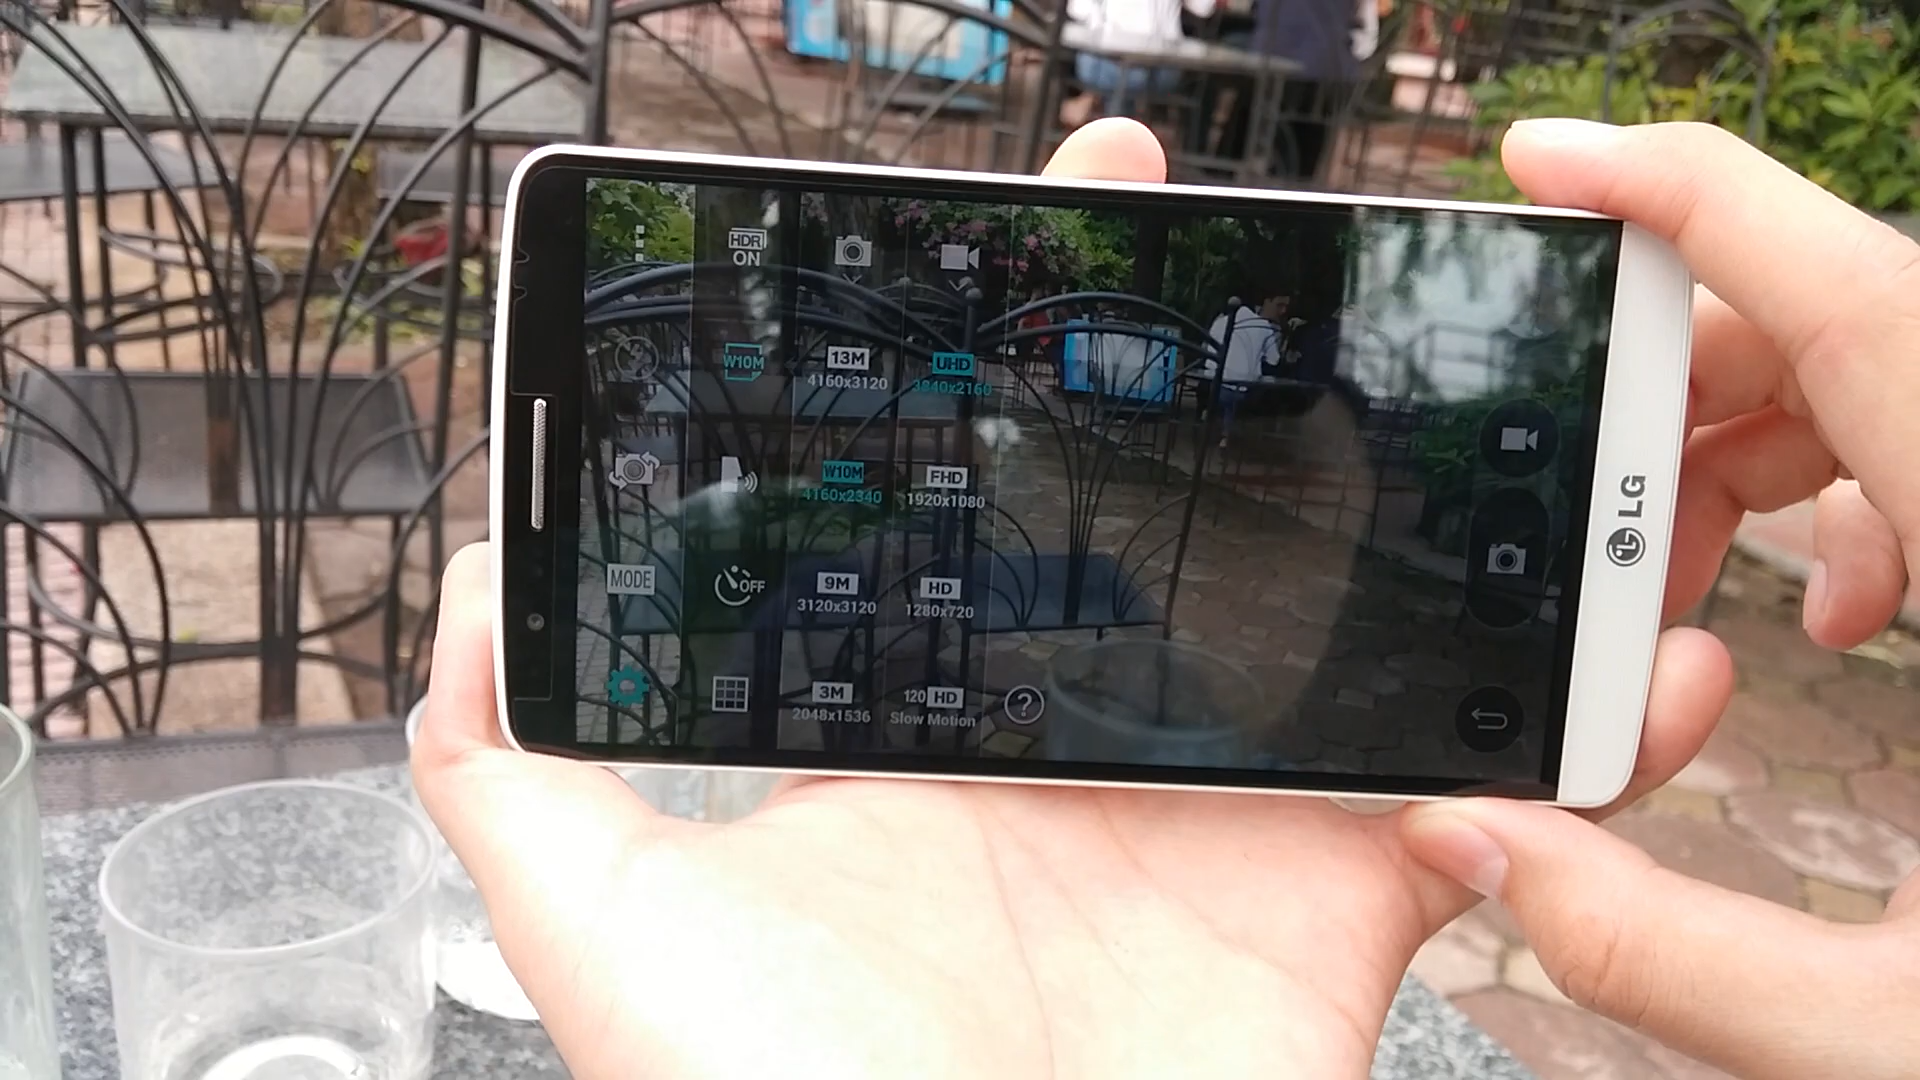 HDR
ON
W10M
13M
4160x3120
UHD
3840x2160
W10M
4160x2340
FHD
1920x1080
MODE
OFF
9M
3120x3120
HD
1280x720
3M
2048x1536
120 HD
Slow Motion
?
LG